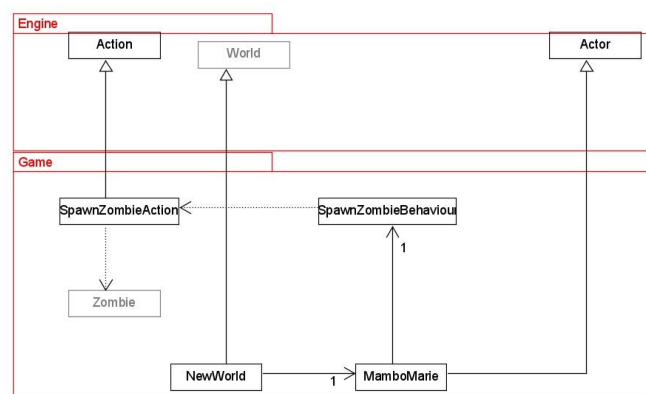 Engine
Action
World
Actor
Game
SpawnZombieAction
SpawnZombieBehaviour
1
Zombie
NewWorld
1
MamboMarie